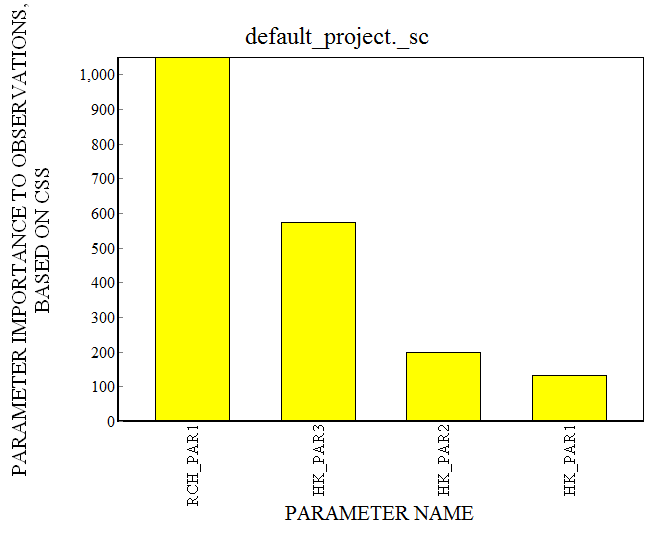 default_project._sc
PARAMETER IMPORTANCE TO OBSERVATIONS,
BASED ON CSS
1,000
900
800
700
600
500
400
300
200
100
0
RCH_PAR1
HK_PAR3
HK_PAR2
HK_PAR1
PARAMETER NAME